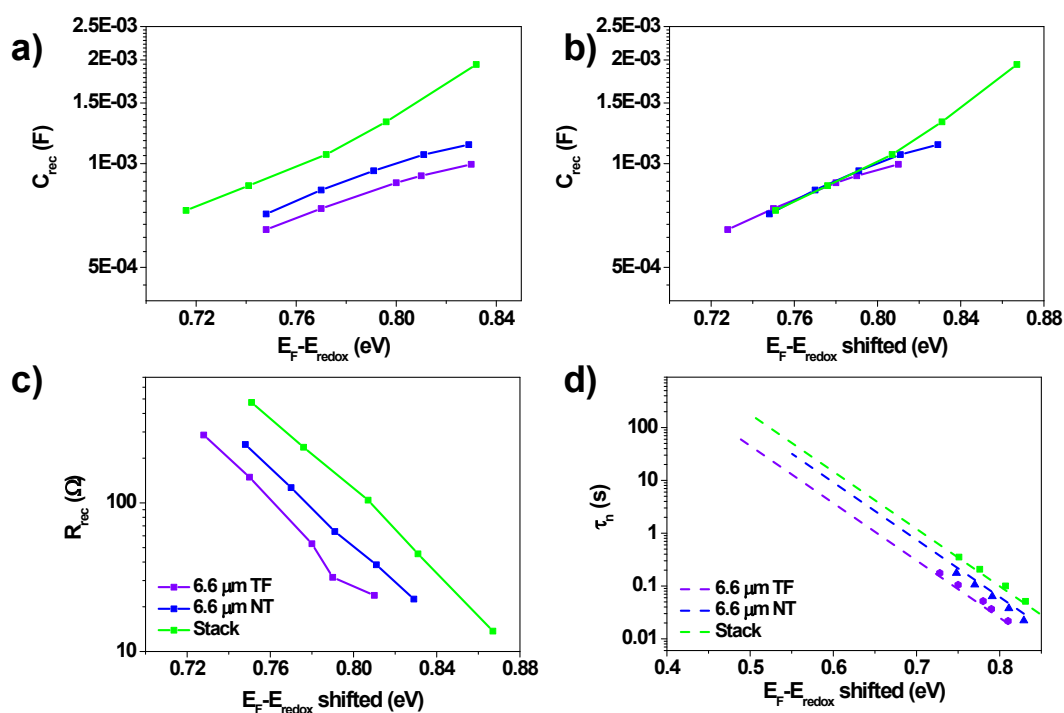 a)
2.5E-03
2E-03
1.5E-03
1E-03
5E-04
C_rec (F)
0.72 0.76 0.80 0.84
E_F-E_redox (eV)
b)
2.5E-03
2E-03
1.5E-03
1E-03
5E-04
C_rec (F)
0.72 0.76 0.80 0.84 0.88
E_F-E_redox shifted (eV)
c)
100
10
R_rec (Ω)
6.6 µm TF
6.6 µm NT
Stack
0.72 0.76 0.80 0.84 0.88
E_F-E_redox shifted (eV)
d)
100
10
1
0.1
0.01
τ_n (s)
6.6 µm TF
6.6 µm NT
Stack
0.4 0.5 0.6 0.7 0.8
E_F-E_redox shifted (eV)